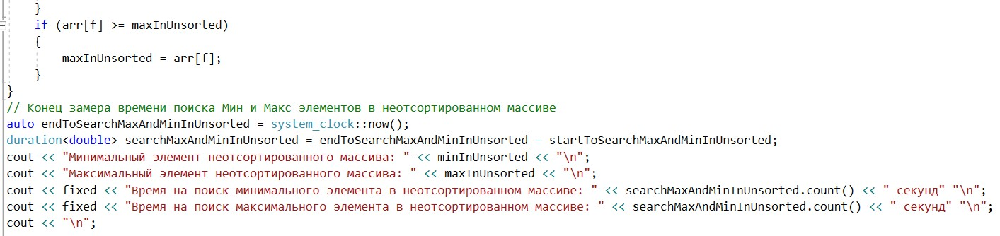 }
if (arr[f] >= maxInUnsorted)
{
maxInUnsorted = arr[f];
}
}
// Конец замера времени поиска Мин и Макс элементов в неотсортированном массиве
auto endToSearchMaxAndMinInUnsorted = system_clock::now();
duration<double> searchMaxAndMinInUnsorted = endToSearchMaxAndMinInUnsorted - startToSearchMaxAndMinInUnsorted;
cout << "Минимальный элемент неотсортированного массива: " << minInUnsorted << "\n";
cout << "Максимальный элемент неотсортированного массива: " << maxInUnsorted << "\n";
cout << fixed << "Время на поиск минимального элемента в неотсортированном массиве: " << searchMaxAndMinInUnsorted.count() << " секунд" "\n";
cout << fixed << "Время на поиск максимального элемента в неотсортированном массиве: " << searchMaxAndMinInUnsorted.count() << " секунд" "\n";
cout << "\n";